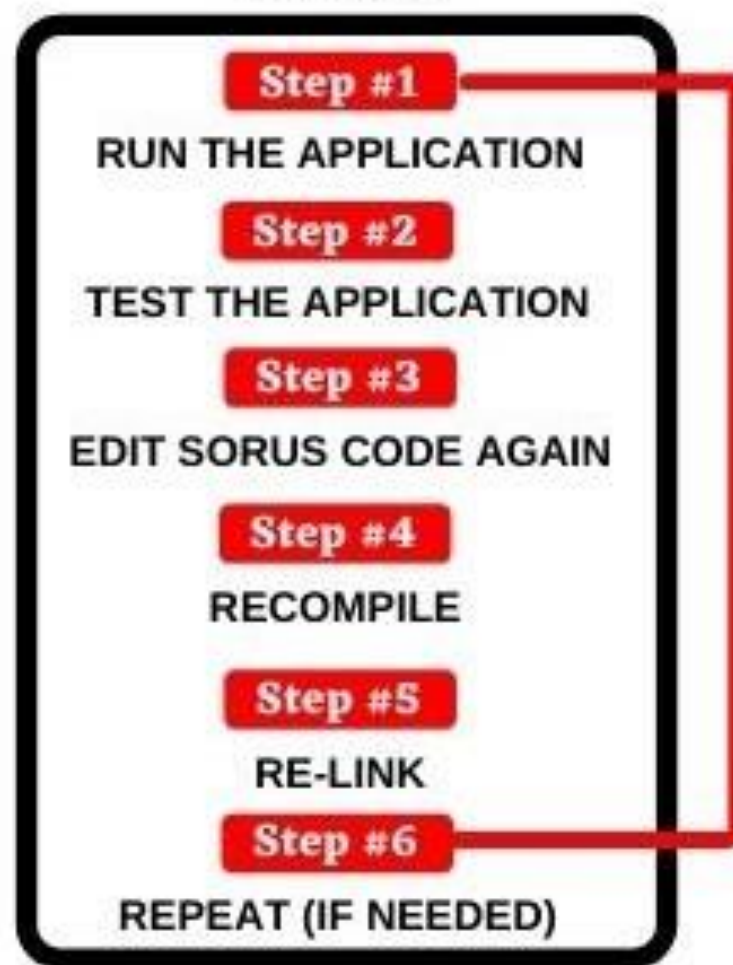 Step #1
RUN THE APPLICATION
Step #2
TEST THE APPLICATION
Step #3
EDIT SORUS CODE AGAIN
Step #4
RECOMPILE
Step #5
RE-LINK
Step #6
REPEAT (IF NEEDED)